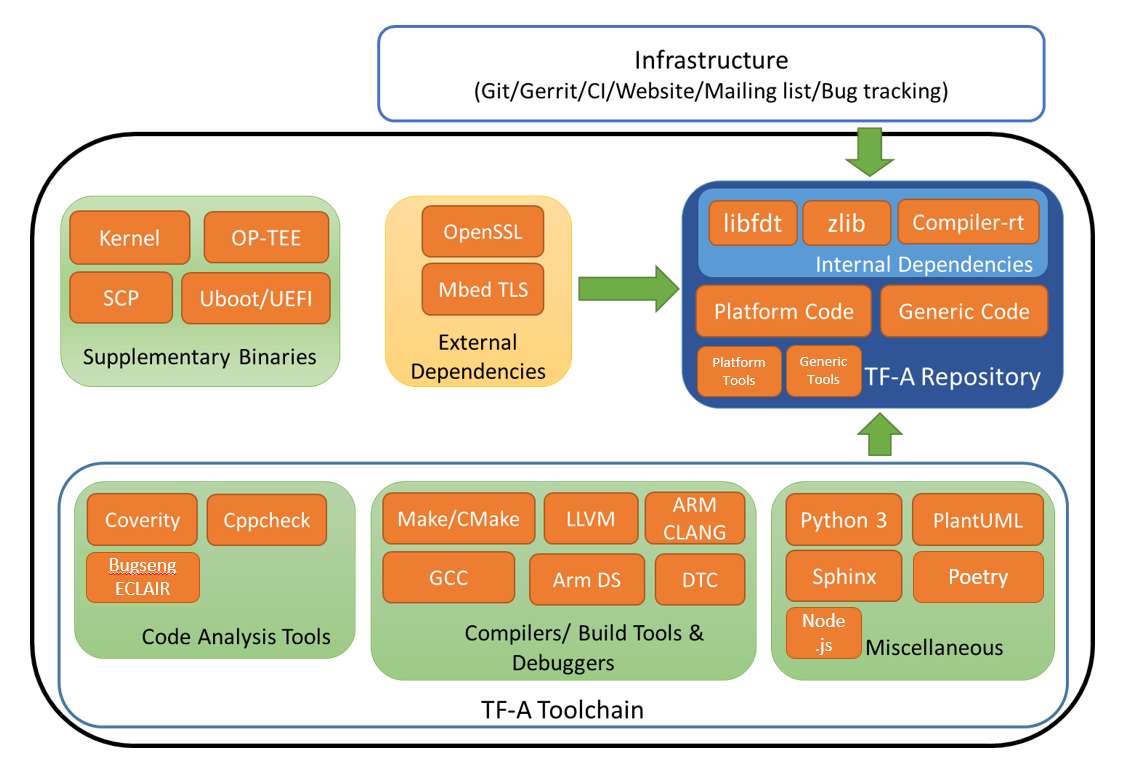 Infrastructure
(Git/Gerrit/CI/Website/Mailing list/Bug tracking)
Kernel
OP-TEE
SCP
Uboot/UEFI
Supplementary Binaries
OpenSSL
Mbed TLS
External
Dependencies
libfdt
zlib
Compiler-rt
Internal Dependencies
Platform Code
Generic Code
Platform
Tools
Generic
Tools
TF-A Repository
Coverity
Cppcheck
Bugseng
ECLAIR
Code Analysis Tools
Make/CMake
LLVM
ARM
CLANG
GCC
Arm DS
DTC
Compilers/ Build Tools &
Debuggers
Python 3
PlantUML
Sphinx
Poetry
Node
.js
Miscellaneous
TF-A Toolchain